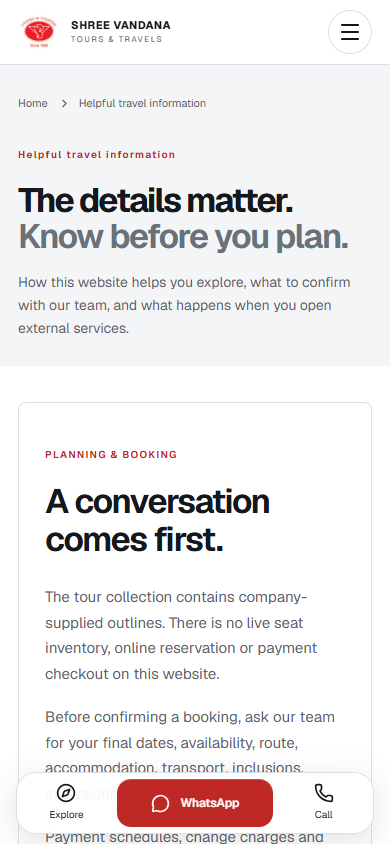 SHREE VANDANA
TOURS & TRAVELS
Home > Helpful travel information
Helpful travel information
The details matter.
Know before you plan.
How this website helps you explore, what to confirm
with our team, and what happens when you open
external services.
PLANNING & BOOKING
A conversation
comes first.
The tour collection contains company-
supplied outlines. There is no live seat
inventory, online reservation or payment
checkout on this website.
Before confirming a booking, ask our team
for your final dates, availability, route,
accommodation, transport, inclusions,
Explore
WhatsApp
Call
Payment schedules, change charges and